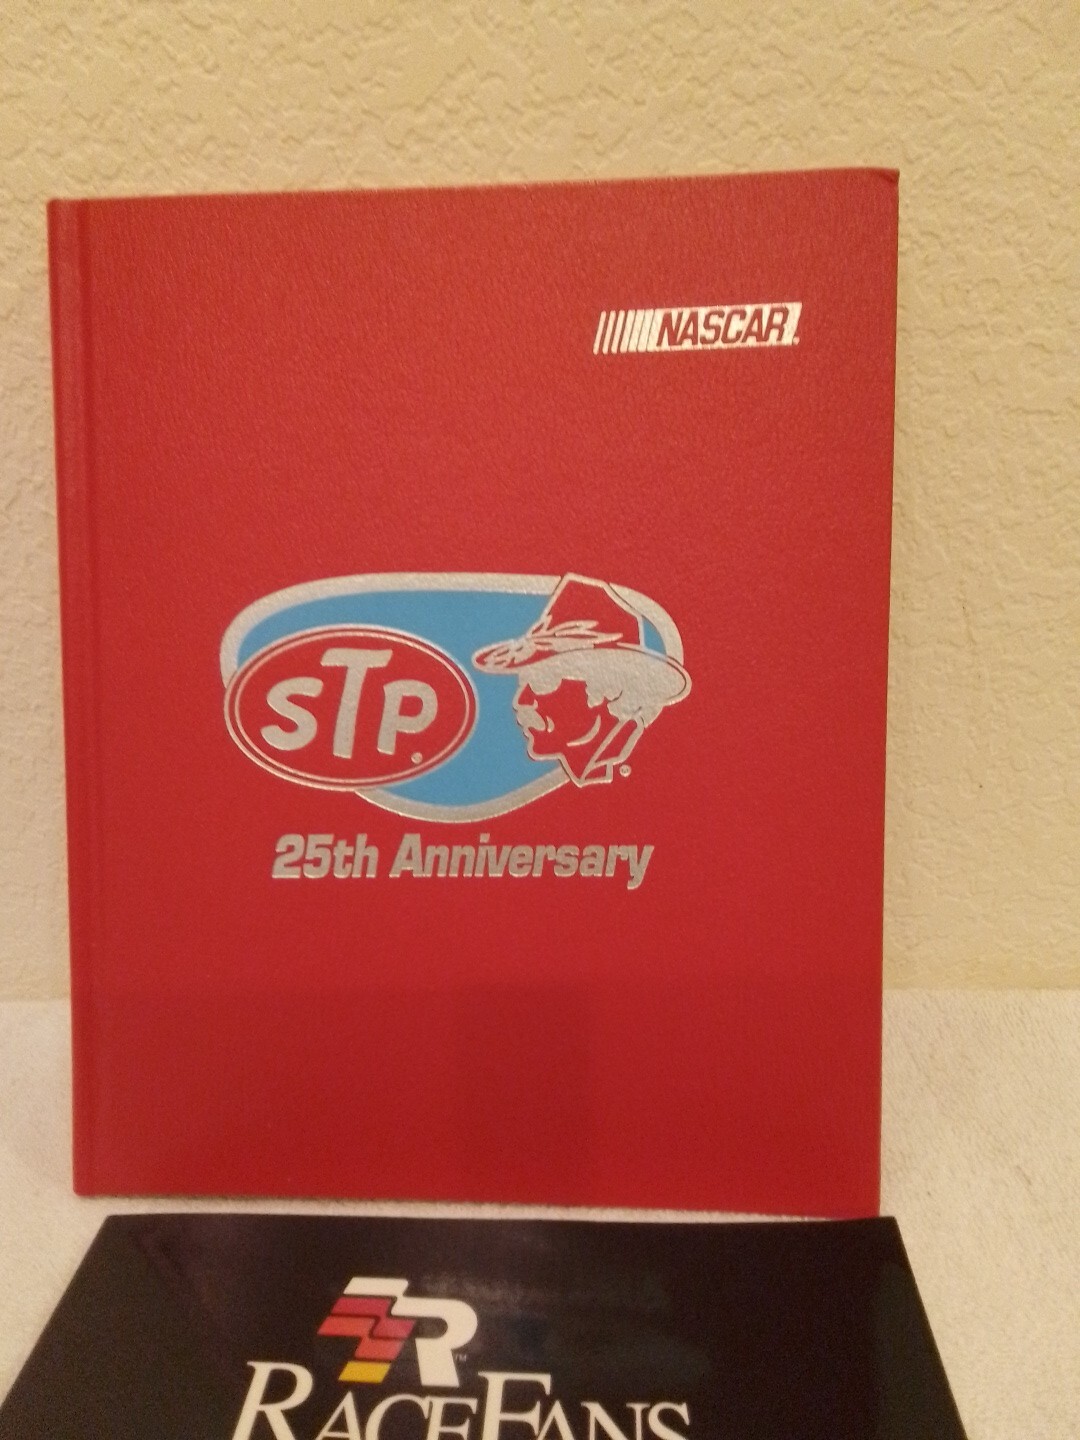 NASCAR
STP
25th Anniversary
R
RACEFANS